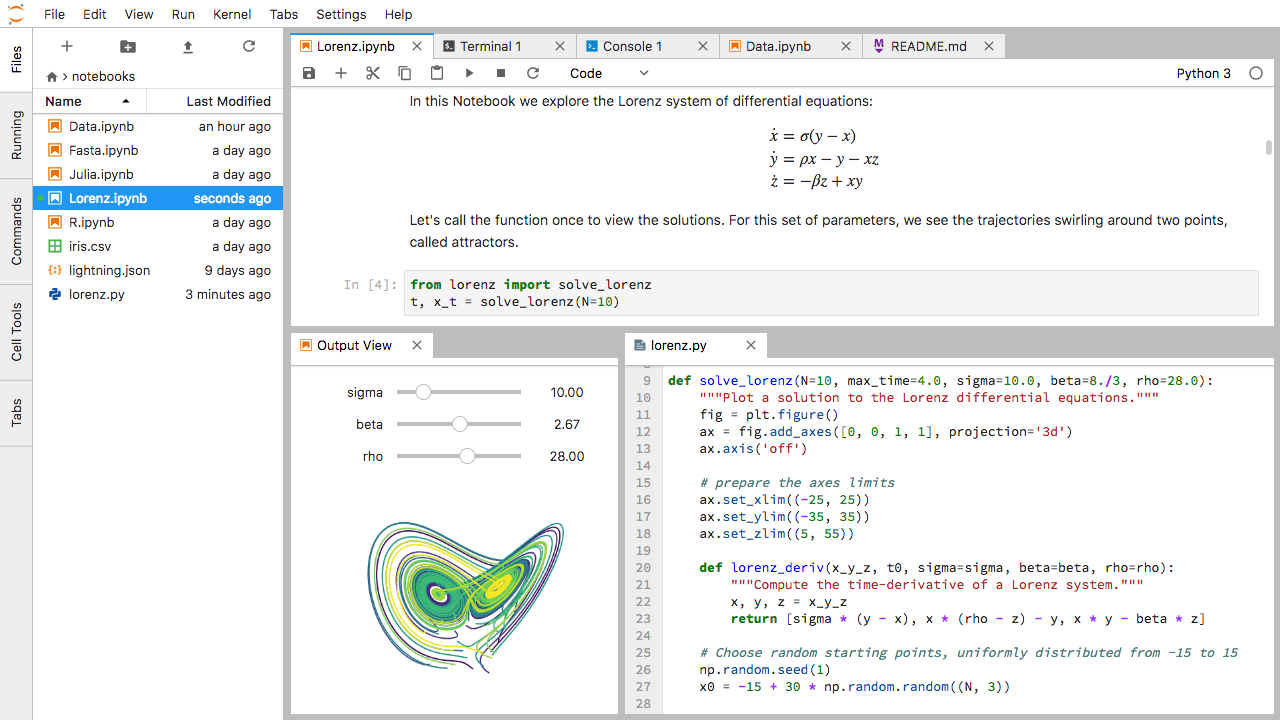 File Edit View Run Kernel Tabs Settings Help
Files
Running
Commands
Cell Tools
Tabs
notebooks
Name Last Modified
Data.ipynb an hour ago
Fasta.ipynb a day ago
Julia.ipynb a day ago
Lorenz.ipynb seconds ago
R.ipynb a day ago
iris.csv a day ago
lightning.json 9 days ago
lorenz.py 3 minutes ago
Lorenz.ipynb Terminal 1 Console 1 Data.ipynb README.md
Code Python 3
In this Notebook we explore the Lorenz system of differential equations:
ẋ = σ(y − x)
ẏ = ρx − y − xz
ż = −βz + xy
Let's call the function once to view the solutions. For this set of parameters, we see the trajectories swirling around two points,
called attractors.
In [4]: from lorenz import solve_lorenz
t, x_t = solve_lorenz(N=10)
Output View
sigma 10.00
beta 2.67
rho 28.00
lorenz.py
9 def solve_lorenz(N=10, max_time=4.0, sigma=10.0, beta=8./3, rho=28.0):
10 """Plot a solution to the Lorenz differential equations."""
11 fig = plt.figure()
12 ax = fig.add_axes([0, 0, 1, 1], projection='3d')
13 ax.axis('off')
14
15 # prepare the axes limits
16 ax.set_xlim((-25, 25))
17 ax.set_ylim((-35, 35))
18 ax.set_zlim((5, 55))
19
20 def lorenz_deriv(x_y_z, t0, sigma=sigma, beta=beta, rho=rho):
21 """Compute the time-derivative of a Lorenz system."""
22 x, y, z = x_y_z
23 return [sigma * (y - x), x * (rho - z) - y, x * y - beta * z]
24
25 # Choose random starting points, uniformly distributed from -15 to 15
26 np.random.seed(1)
27 x0 = -15 + 30 * np.random.random((N, 3))
28